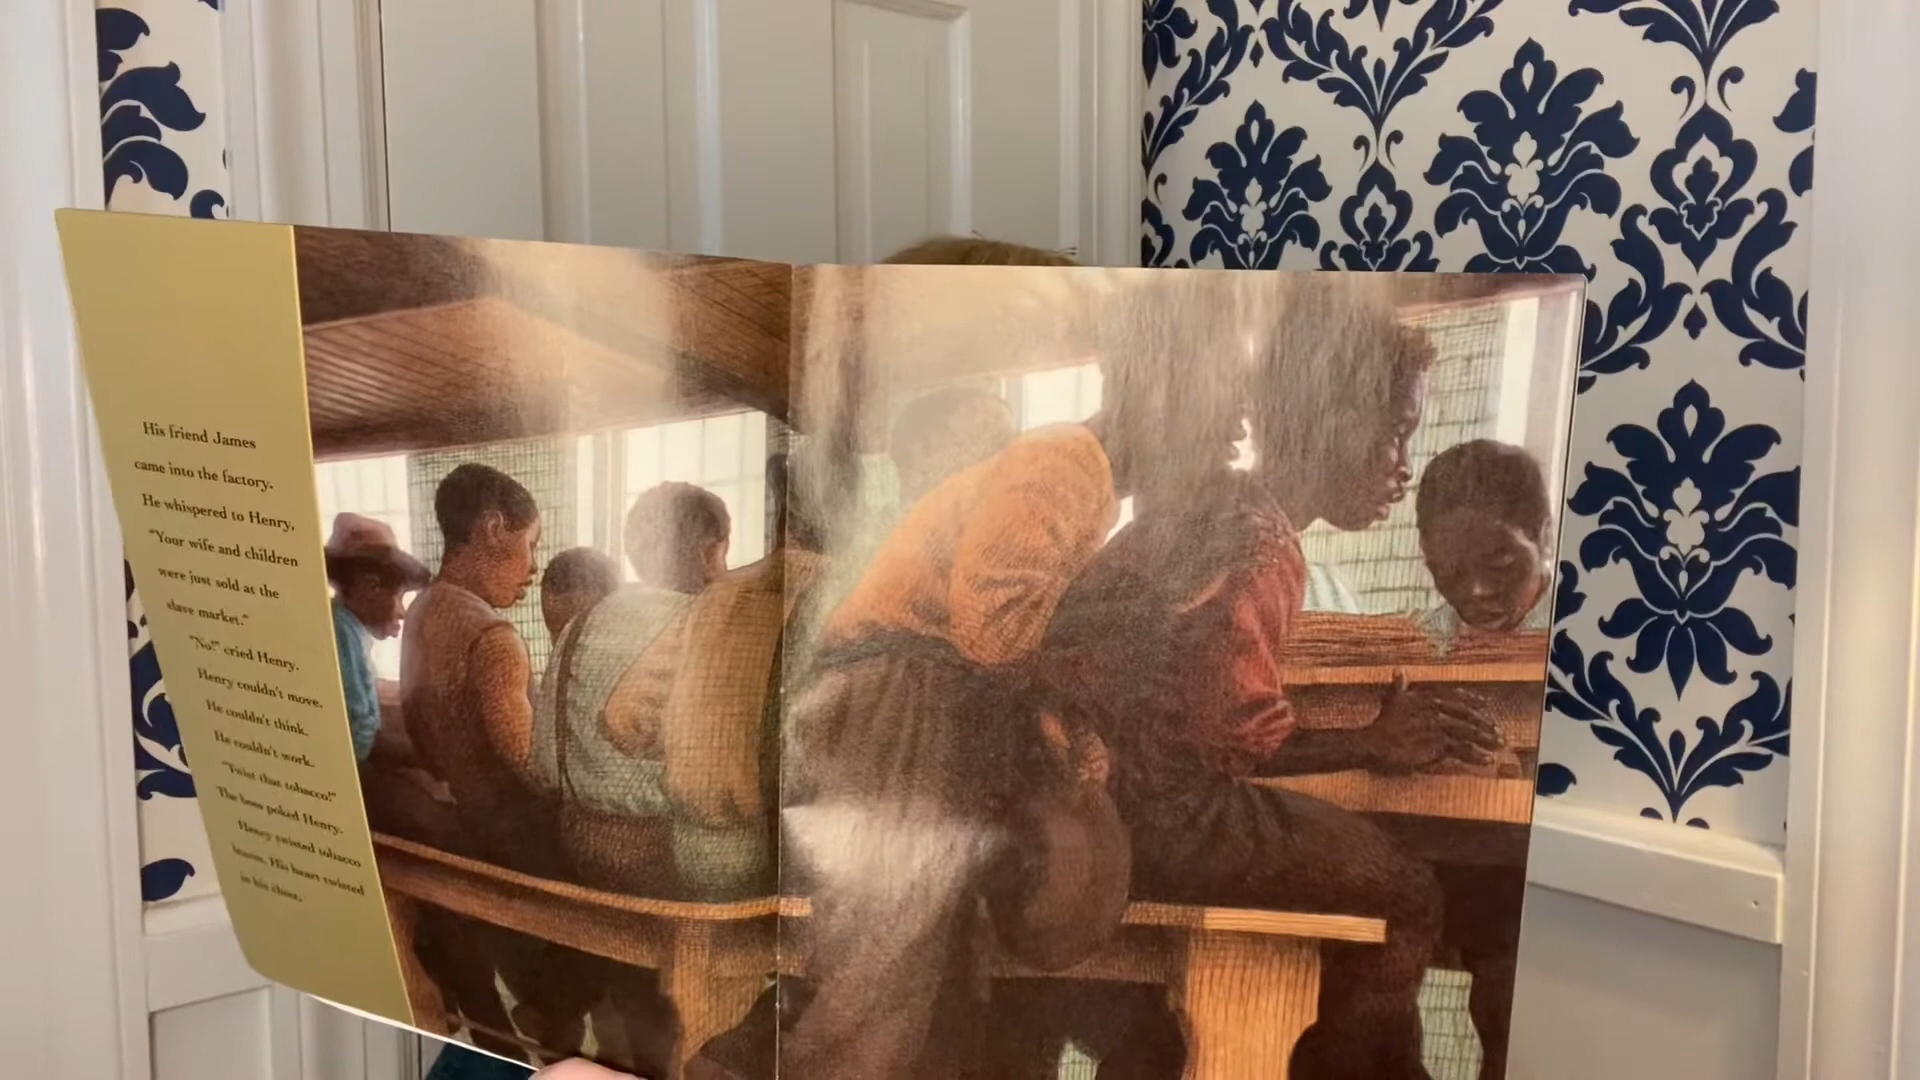 His friend James
came into the factory.
He whispered to Henry,
"Your wife and children
were just sold at the
slave market."
"No!" cried Henry.
Henry couldn't move.
He couldn't think.
He couldn't work.
"Twist that tobacco!"
The boss poked Henry.
Henry twisted tobacco
leaves. His heart twisted
in his chest.